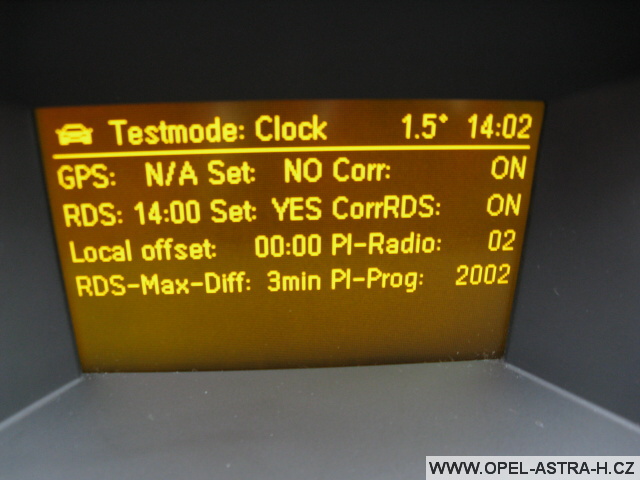 Testmode: Clock 1.5° 14:02
GPS: N/A Set: NO Corr: ON
RDS: 14:00 Set: YES CorrRDS: ON
Local offset: 00:00 PI-Radio: 02
RDS-Max-Diff: 3min PI-Prog: 2002
WWW.OPEL-ASTRA-H.CZ